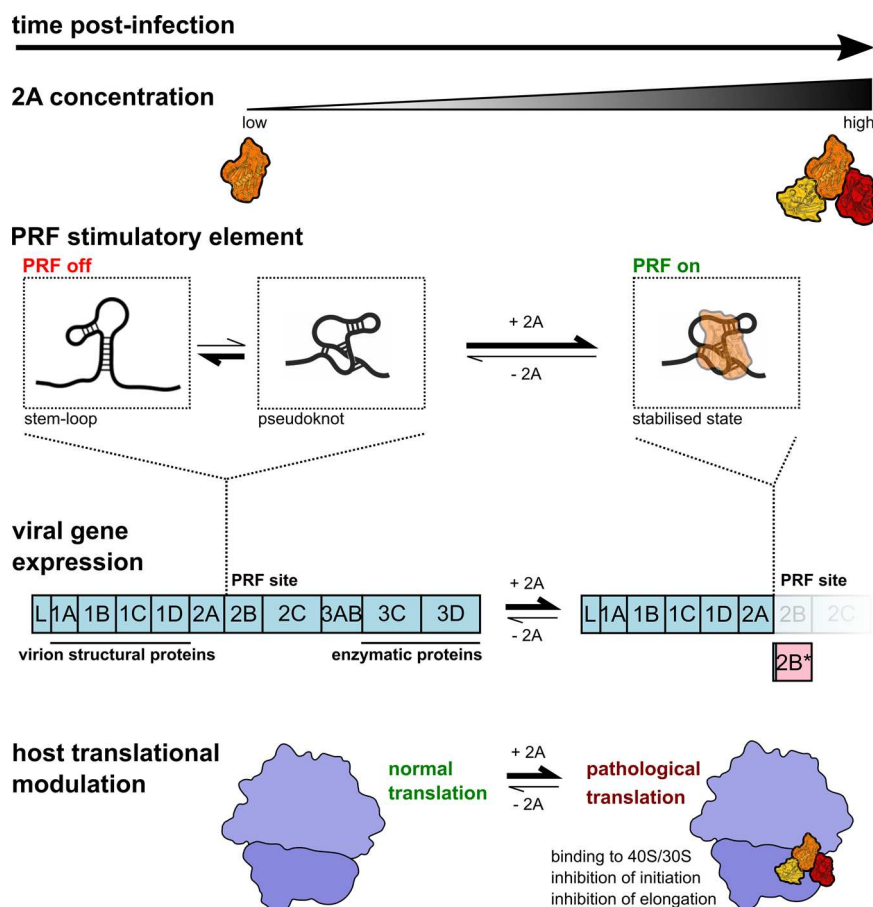 time post-infection
2A concentration
low
high
PRF stimulatory element
PRF off
PRF on
+ 2A
- 2A
stem-loop
pseudoknot
stabilised state
viral gene
expression
PRF site
L 1A 1B 1C 1D 2A 2B 2C 3AB 3C 3D
virion structural proteins
enzymatic proteins
+ 2A
- 2A
PRF site
L 1A 1B 1C 1D 2A 2B 2C
2B*
host translational
modulation
normal
translation
+ 2A
- 2A
pathological
translation
binding to 40S/30S
inhibition of initiation
inhibition of elongation